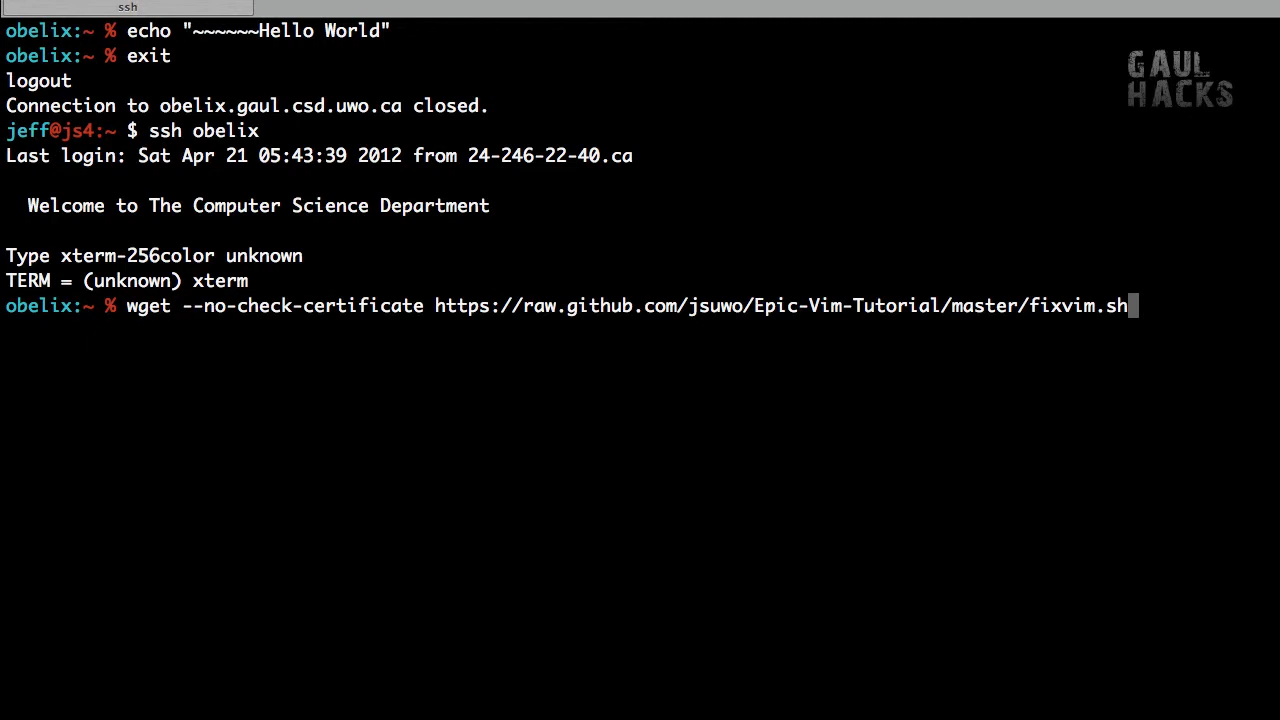 ssh
obelix:~ % echo "~~~~~~Hello World"
obelix:~ % exit
logout
Connection to obelix.gaul.csd.uwo.ca closed.
jeff@js4:~ $ ssh obelix
Last login: Sat Apr 21 05:43:39 2012 from 24-246-22-40.ca
Welcome to The Computer Science Department
Type xterm-256color unknown
TERM = (unknown) xterm
obelix:~ % wget --no-check-certificate https://raw.github.com/jsuwo/Epic-Vim-Tutorial/master/fixvim.sh
GAUL
HACKS